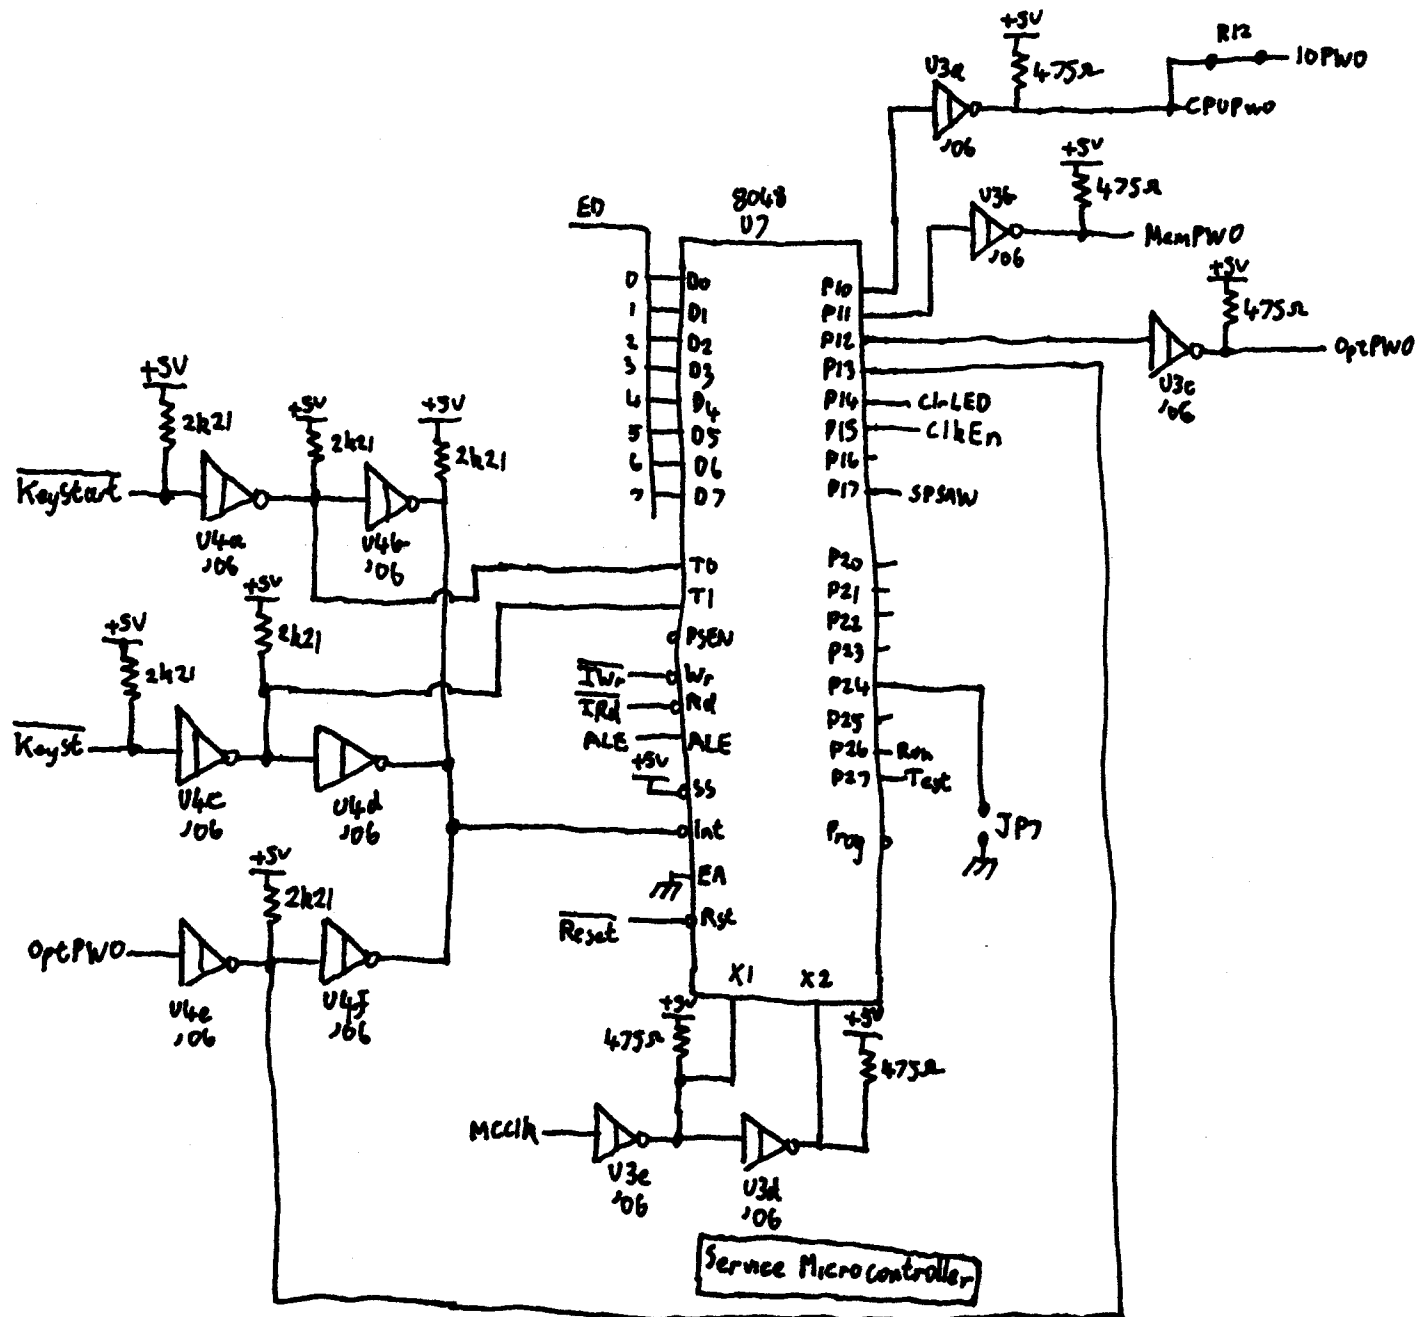 +5V
R12
U3a
475Ω
IOPWO
CPUPWO
'06
+5V
8048
U7
U3b
475Ω
MemPWO
'06
ED
+5V
0 D0
1 D1
2 D2
3 D3
4 D4
5 D5
6 D6
7 D7
P10
P11
P12
P13
P14 ClrLED
P15 ClkEn
P16
P17 SPSAW
475Ω
OptPWO
U3c
'06
+5V
2k21
+5V
2k21
+5V
2k21
KeyStart
U4a
'06
U4b
'06
T0
T1
PSEN
IWr Wr
IRd Rd
ALE ALE
+5V
SS
Int
EA
Reset Rst
P20
P21
P22
P23
P24
P25
P26 Run
P27 Test
Prog
JP7
+5V
2k21
+5V
2k21
KeySt
U4c
'06
U4d
'06
+5V
2k21
OptPWO
U4e
'06
U4f
'06
X1 X2
+5V
475Ω
+5V
475Ω
MCClk
U3e
'06
U3d
'06
Service Microcontroller